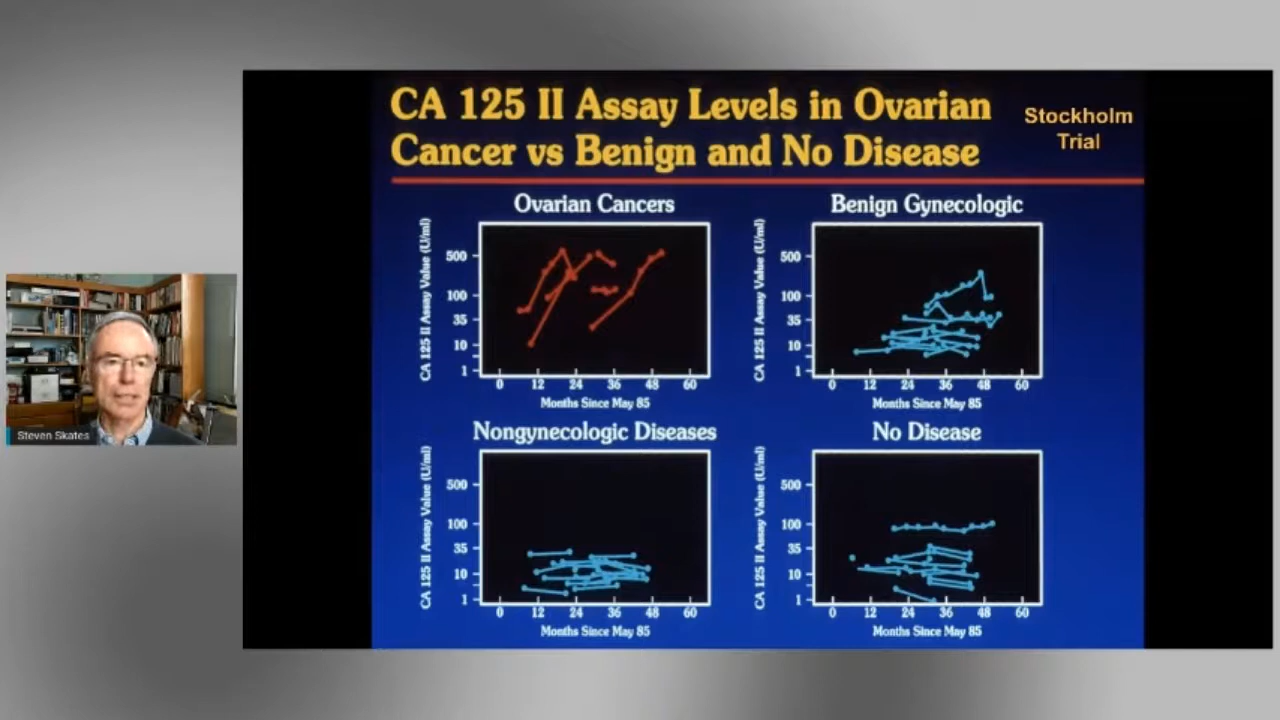 CA 125 II Assay Levels in Ovarian
Cancer vs Benign and No Disease
Stockholm
Trial
Ovarian Cancers
CA 125 II Assay Value (U/ml)
500
100
35
10
1
0 12 24 36 48 60
Months Since May 85
Benign Gynecologic
CA 125 II Assay Value (U/ml)
500
100
35
10
1
0 12 24 36 48 60
Months Since May 85
Steven Skates
Nongynecologic Diseases
CA 125 II Assay Value (U/ml)
500
100
35
10
1
0 12 24 36 48 60
Months Since May 85
No Disease
CA 125 II Assay Value (U/ml)
500
100
35
10
1
0 12 24 36 48 60
Months Since May 85